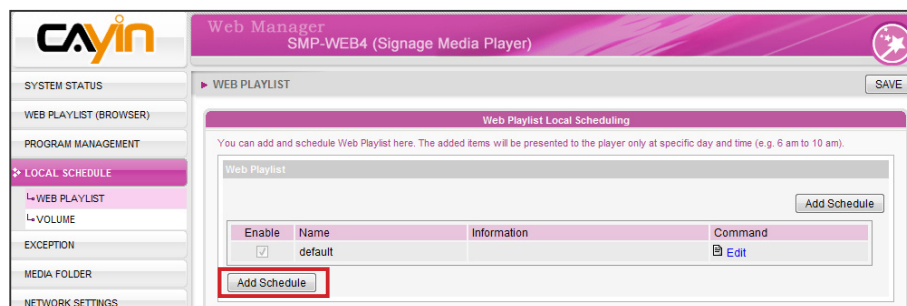 CAYIN
Web Manager
SMP-WEB4 (Signage Media Player)
SYSTEM STATUS
WEB PLAYLIST (BROWSER)
PROGRAM MANAGEMENT
LOCAL SCHEDULE
WEB PLAYLIST
VOLUME
EXCEPTION
MEDIA FOLDER
NETWORK SETTINGS
WEB PLAYLIST
SAVE
Web Playlist Local Scheduling
You can add and schedule Web Playlist here. The added items will be presented to the player only at specific day and time (e.g. 6 am to 10 am).
Web Playlist
Add Schedule
Enable Name Information Command
default Edit
Add Schedule